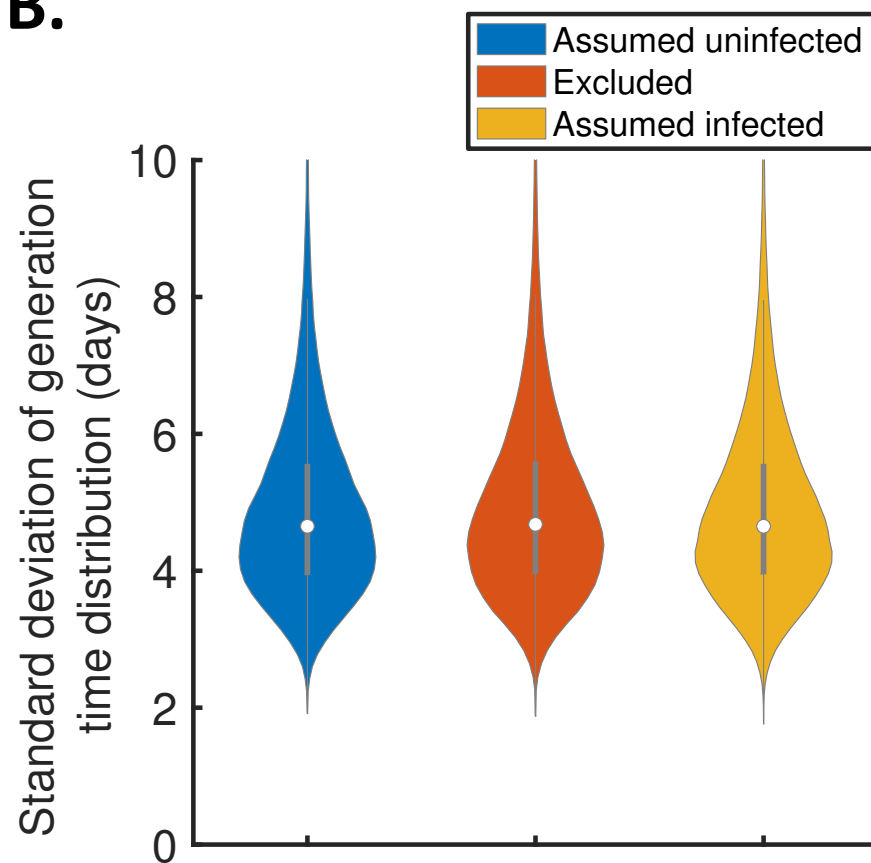 B.
Assumed uninfected
Excluded
Assumed infected
Standard deviation of generation
time distribution (days)
10
8
6
4
2
0